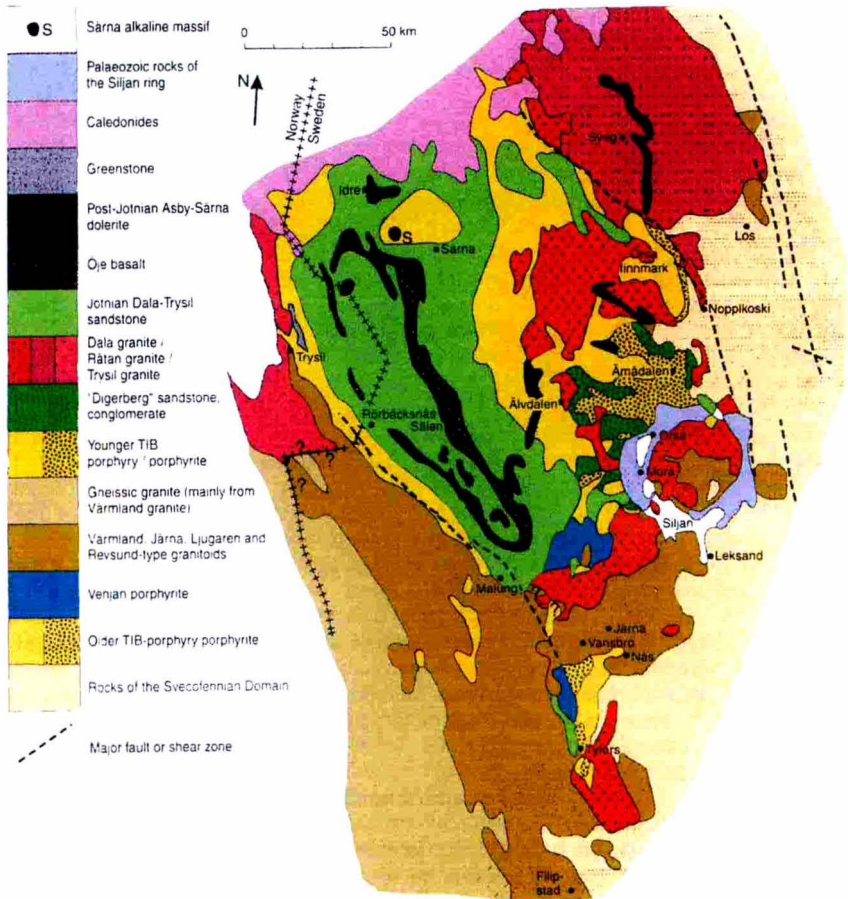 S
Särna alkaline massif
Palaeozoic rocks of
the Siljan ring
Caledonides
Greenstone
Post-Jotnian Åsby-Särna
dolerite
Öje basalt
Jotnian Dala-Trysil
sandstone
Dala granite /
Rätan granite /
Trysil granite
"Digerberg" sandstone,
conglomerate
Younger TIB
porphyry / porphyrite
Gneissic granite (mainly from
Värmland granite)
Värmland, Järna, Ljugaren and
Revsund-type granitoids
Venjan porphyrite
Older TIB-porphyry porphyrite
Rocks of the Svecofennian Domain
Major fault or shear zone
0 50 km
N
Norway
Sweden
Sveg
Idre
S
Särna
Los
finnmark
Noppikoski
Trysil
Älvdalen
Åmådalen
Rörbäcksnäs
Sälen
Orsa
Mora
?
?
?
Siljan
Leksand
Malung
Järna
Vansbro
Nås
Tyfors
Filip-
stad